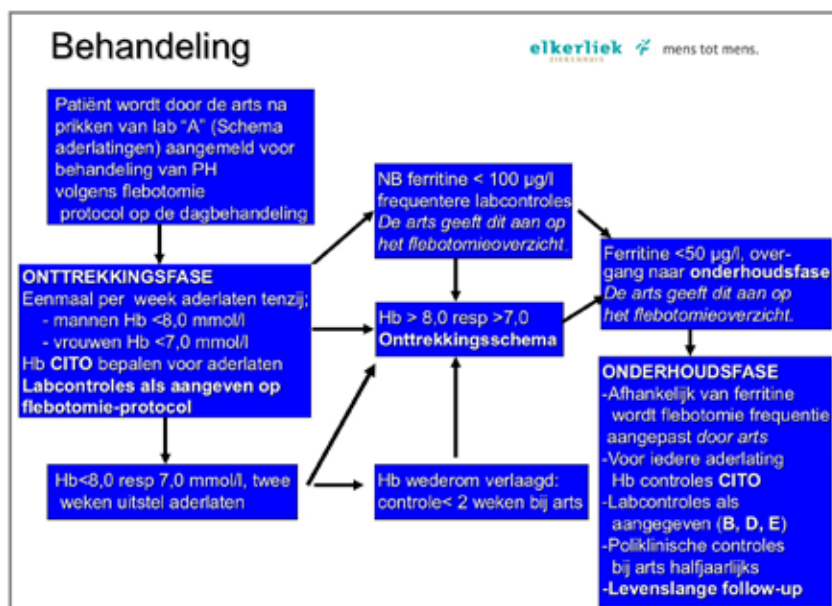 Behandeling
elkerliek
ZIEKENHUIS
mens tot mens.
Patiënt wordt door de arts na
prikken van lab "A" (Schema
aderlatingen) aangemeld voor
behandeling van PH
volgens flebotomie
protocol op de dagbehandeling
NB ferritine < 100 µg/l
frequentere labcontroles
De arts geeft dit aan op
het flebotomieoverzicht.
Ferritine <50 µg/l, over-
gang naar onderhoudsfase
De arts geeft dit aan op
het flebotomieoverzicht.
ONTTREKKINGSFASE
Eenmaal per week aderlaten tenzij;
- mannen Hb <8,0 mmol/l
- vrouwen Hb <7,0 mmol/l
Hb CITO bepalen voor aderlaten
Labcontroles als aangeven op
flebotomie-protocol
Hb > 8,0 resp >7,0
Onttrekkingsschema
ONDERHOUDSFASE
-Afhankelijk van ferritine
wordt flebotomie frequentie
aangepast door arts
-Voor iedere aderlating
Hb controles CITO
-Labcontroles als
aangegeven (B, D, E)
-Poliklinische controles
bij arts halfjaarlijks
-Levenslange follow-up
Hb<8,0 resp 7,0 mmol/l, twee
weken uitstel aderlaten
Hb wederom verlaagd:
controle< 2 weken bij arts